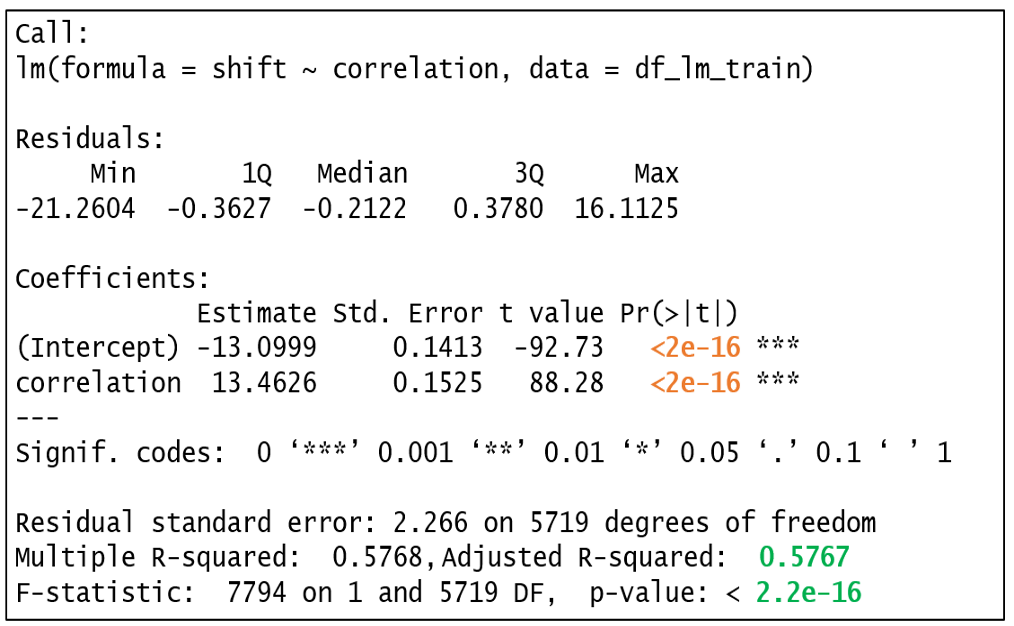 Call:
lm(formula = shift ~ correlation, data = df_lm_train)
Residuals:
Min 1Q Median 3Q Max
-21.2604 -0.3627 -0.2122 0.3780 16.1125
Coefficients:
Estimate Std. Error t value Pr(>|t|)
(Intercept) -13.0999 0.1413 -92.73 <2e-16 ***
correlation 13.4626 0.1525 88.28 <2e-16 ***
---
Signif. codes: 0 ‘***’ 0.001 ‘**’ 0.01 ‘*’ 0.05 ‘.’ 0.1 ‘ ’ 1
Residual standard error: 2.266 on 5719 degrees of freedom
Multiple R-squared: 0.5768, Adjusted R-squared: 0.5767
F-statistic: 7794 on 1 and 5719 DF, p-value: < 2.2e-16